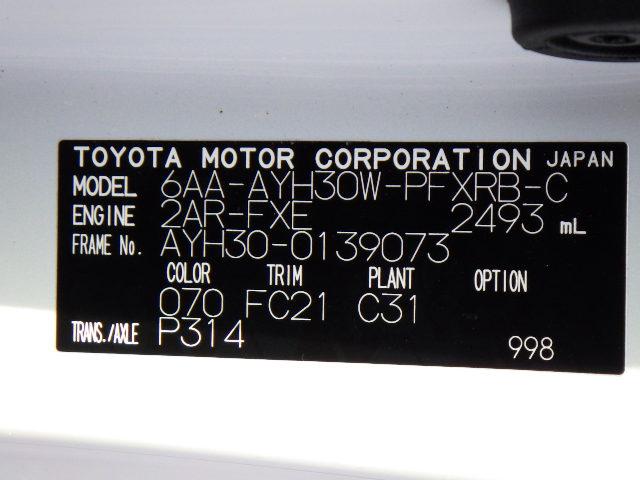 TOYOTA MOTOR CORPORATION JAPAN
MODEL 6AA-AYH30W-PFXRB-C
ENGINE 2AR-FXE 2493 mL
FRAME No. AYH30-0139073
COLOR TRIM PLANT OPTION
070 FC21 C31
TRANS./AXLE P314
998